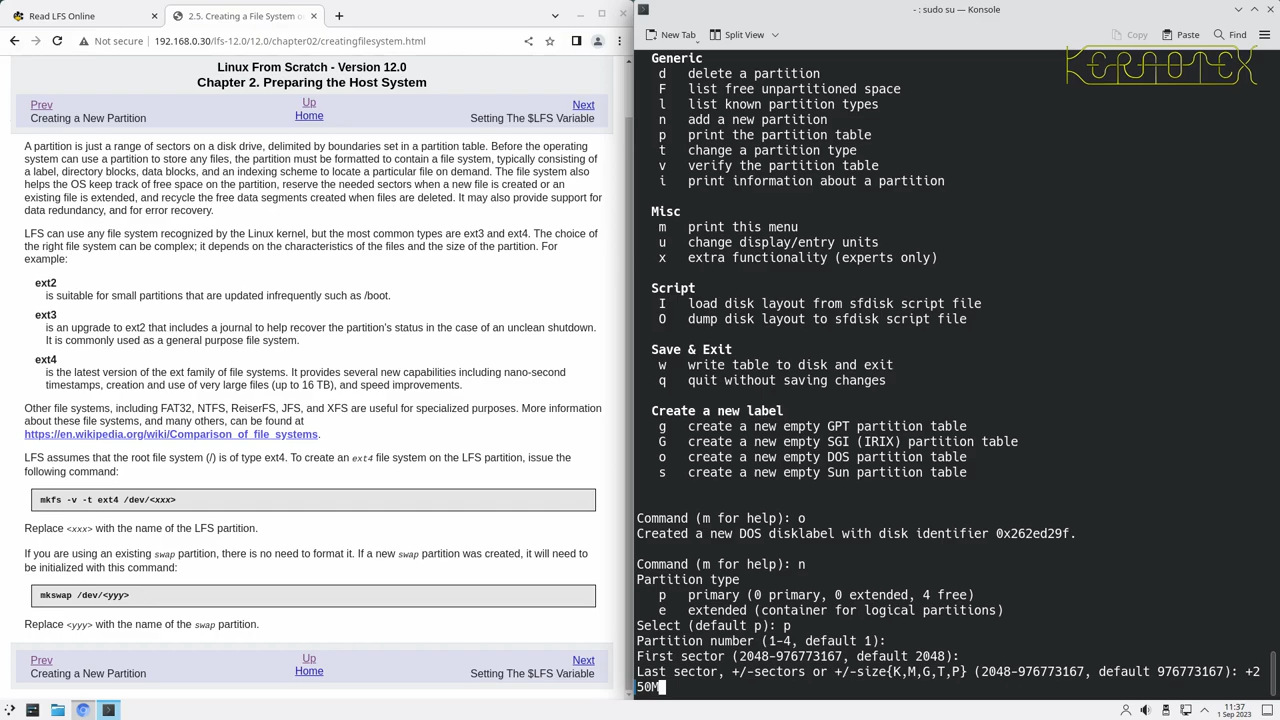 Read LFS Online
2.5. Creating a File System o
Not secure
192.168.0.30/lfs-12.0/12.0/chapter02/creatingfilesystem.html
Linux From Scratch - Version 12.0
Chapter 2. Preparing the Host System
Prev
Up
Next
Creating a New Partition
Home
Setting The $LFS Variable
A partition is just a range of sectors on a disk drive, delimited by boundaries set in a partition table. Before the operating
system can use a partition to store any files, the partition must be formatted to contain a file system, typically consisting of
a label, directory blocks, data blocks, and an indexing scheme to locate a particular file on demand. The file system also
helps the OS keep track of free space on the partition, reserve the needed sectors when a new file is created or an
existing file is extended, and recycle the free data segments created when files are deleted. It may also provide support for
data redundancy, and for error recovery.
LFS can use any file system recognized by the Linux kernel, but the most common types are ext3 and ext4. The choice of
the right file system can be complex; it depends on the characteristics of the files and the size of the partition. For
example:
ext2
is suitable for small partitions that are updated infrequently such as /boot.
ext3
is an upgrade to ext2 that includes a journal to help recover the partition's status in the case of an unclean shutdown.
It is commonly used as a general purpose file system.
ext4
is the latest version of the ext family of file systems. It provides several new capabilities including nano-second
timestamps, creation and use of very large files (up to 16 TB), and speed improvements.
Other file systems, including FAT32, NTFS, ReiserFS, JFS, and XFS are useful for specialized purposes. More information
about these file systems, and many others, can be found at
https://en.wikipedia.org/wiki/Comparison_of_file_systems.
LFS assumes that the root file system (/) is of type ext4. To create an ext4 file system on the LFS partition, issue the
following command:
mkfs -v -t ext4 /dev/<xxx>
Replace <xxx> with the name of the LFS partition.
If you are using an existing swap partition, there is no need to format it. If a new swap partition was created, it will need to
be initialized with this command:
mkswap /dev/<yyy>
Replace <yyy> with the name of the swap partition.
Prev
Up
Next
Creating a New Partition
Home
Setting The $LFS Variable
- : sudo su — Konsole
New Tab
Split View
Copy
Paste
Find
KERNOTEX
Generic
d delete a partition
F list free unpartitioned space
l list known partition types
n add a new partition
p print the partition table
t change a partition type
v verify the partition table
i print information about a partition
Misc
m print this menu
u change display/entry units
x extra functionality (experts only)
Script
I load disk layout from sfdisk script file
O dump disk layout to sfdisk script file
Save & Exit
w write table to disk and exit
q quit without saving changes
Create a new label
g create a new empty GPT partition table
G create a new empty SGI (IRIX) partition table
o create a new empty DOS partition table
s create a new empty Sun partition table
Command (m for help): o
Created a new DOS disklabel with disk identifier 0x262ed29f.
Command (m for help): n
Partition type
p primary (0 primary, 0 extended, 4 free)
e extended (container for logical partitions)
Select (default p): p
Partition number (1-4, default 1):
First sector (2048-976773167, default 2048):
Last sector, +/-sectors or +/-size{K,M,G,T,P} (2048-976773167, default 976773167): +2
50M
11:37
1 Sep 2023